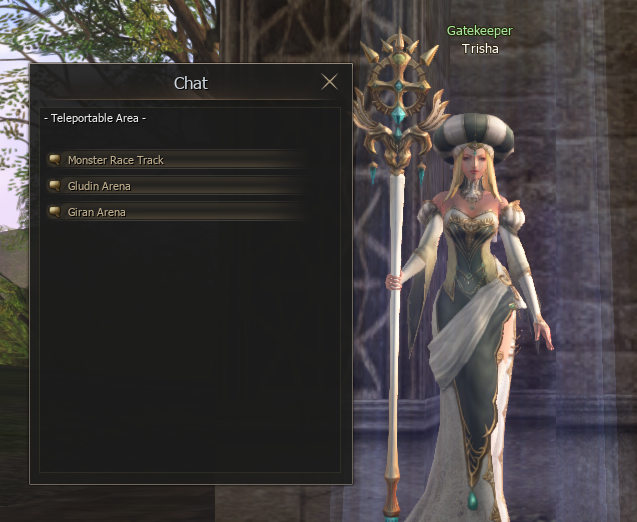 Gatekeeper
Trisha
Chat
- Teleportable Area -
Monster Race Track
Gludin Arena
Giran Arena